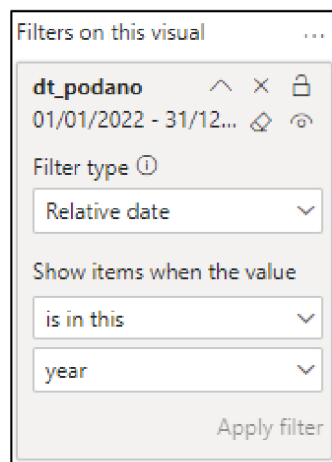 Filters on this visual ...
dt_podano
01/01/2022 - 31/12...
Filter type
Relative date
Show items when the value
is in this
year
Apply filter